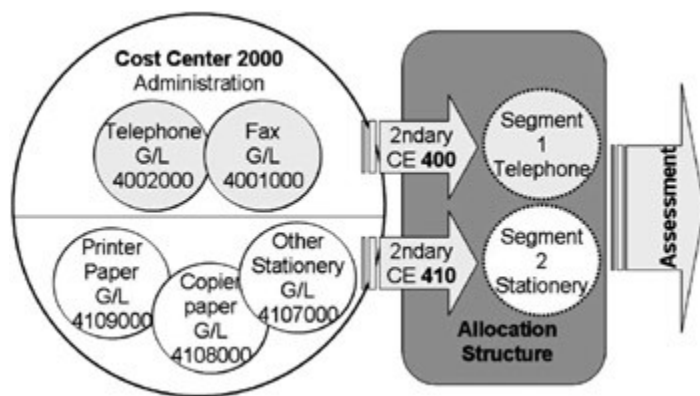 Cost Center 2000
Administration
Telephone
G/L
4002000
Fax
G/L
4001000
Printer
Paper
G/L
4109000
Copier
paper
G/L
4108000
Other
Stationery
G/L
4107000
2ndary
CE 400
2ndary
CE 410
Segment
1
Telephone
Segment
2
Stationery
Allocation
Structure
Assessment